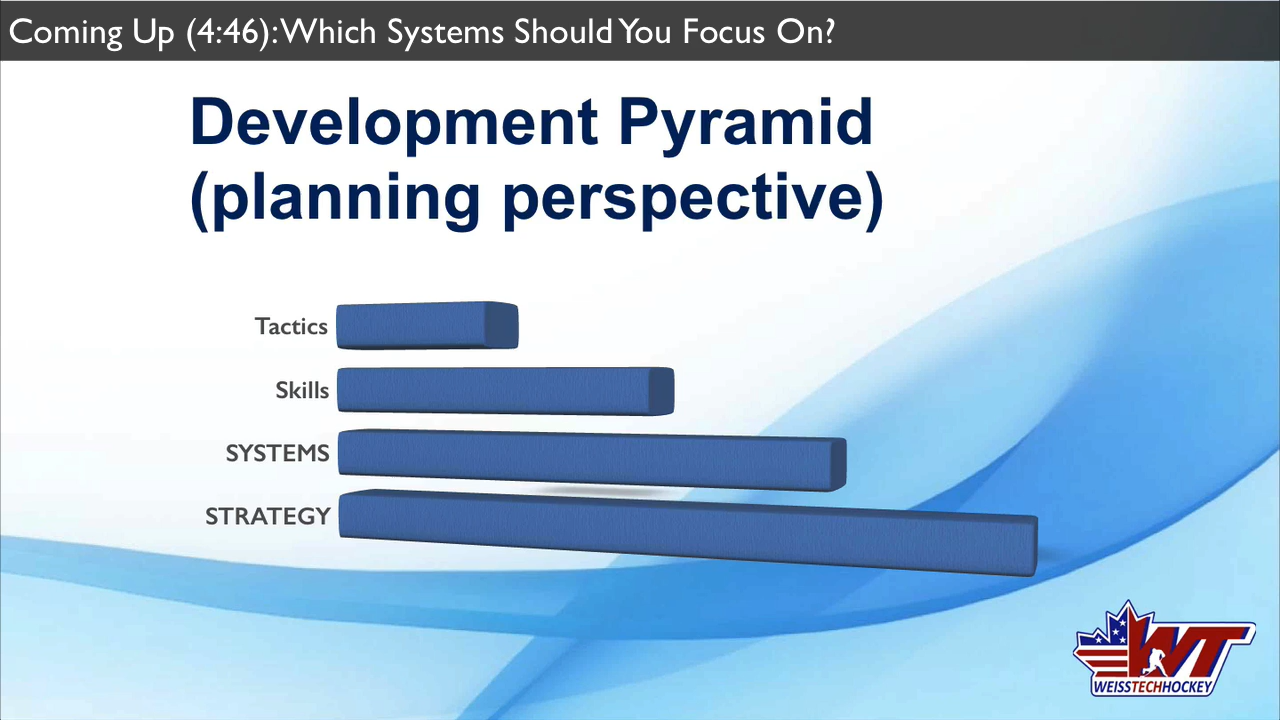 Coming Up (4:46): Which Systems Should You Focus On?
Development Pyramid
(planning perspective)
Tactics
Skills
SYSTEMS
STRATEGY
WT
WEISSTECHHOCKEY